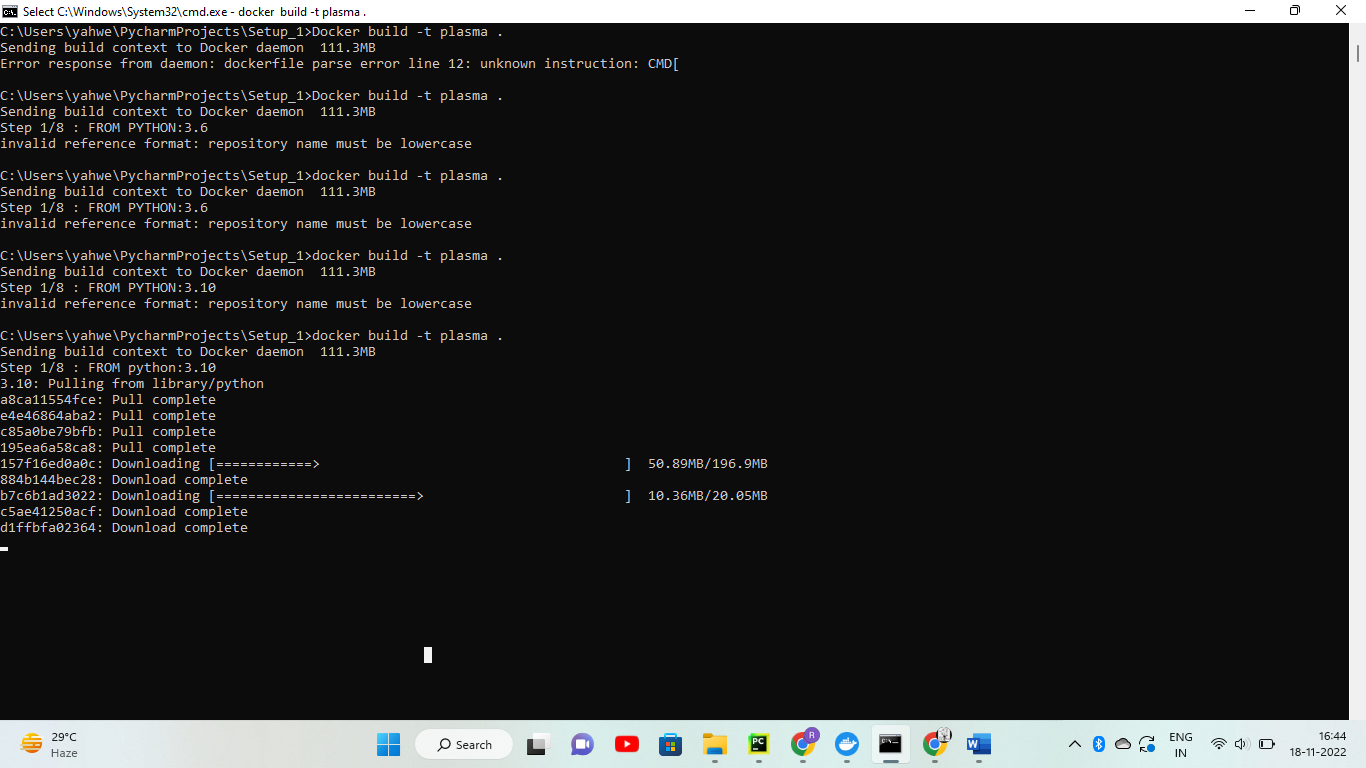 Select C:\Windows\System32\cmd.exe - docker build -t plasma .
C:\Users\yahwe\PycharmProjects\Setup_1>Docker build -t plasma .
Sending build context to Docker daemon  111.3MB
Error response from daemon: dockerfile parse error line 12: unknown instruction: CMD[
C:\Users\yahwe\PycharmProjects\Setup_1>Docker build -t plasma .
Sending build context to Docker daemon  111.3MB
Step 1/8 : FROM PYTHON:3.6
invalid reference format: repository name must be lowercase
C:\Users\yahwe\PycharmProjects\Setup_1>docker build -t plasma .
Sending build context to Docker daemon  111.3MB
Step 1/8 : FROM PYTHON:3.6
invalid reference format: repository name must be lowercase
C:\Users\yahwe\PycharmProjects\Setup_1>docker build -t plasma .
Sending build context to Docker daemon  111.3MB
Step 1/8 : FROM PYTHON:3.10
invalid reference format: repository name must be lowercase
C:\Users\yahwe\PycharmProjects\Setup_1>docker build -t plasma .
Sending build context to Docker daemon  111.3MB
Step 1/8 : FROM python:3.10
3.10: Pulling from library/python
a8ca11554fce: Pull complete
e4e46864aba2: Pull complete
c85a0be79bfb: Pull complete
195ea6a58ca8: Pull complete
157f16ed0a0c: Downloading [============>                                      ]  50.89MB/196.9MB
884b144bec28: Download complete
b7c6b1ad3022: Downloading [=========================>                         ]  10.36MB/20.05MB
c5ae41250acf: Download complete
d1ffbfa02364: Download complete
29°C
Haze
Search
PC
R
W
ENG
IN
16:44
18-11-2022